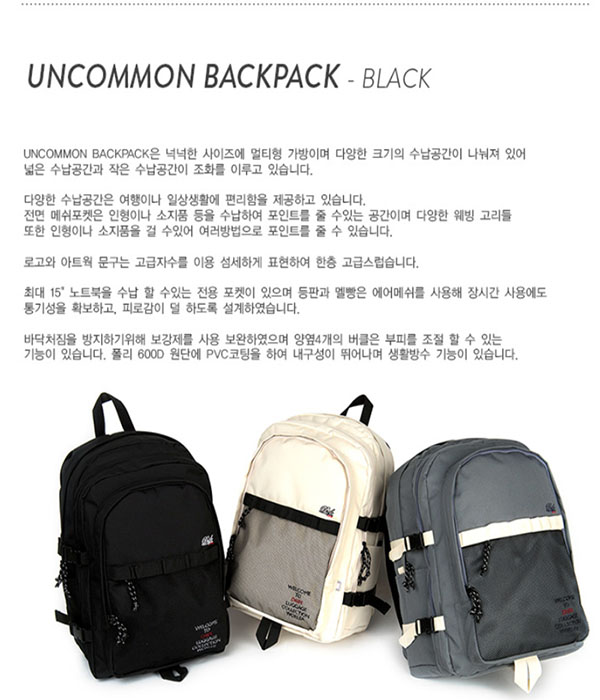 UNCOMMON BACKPACK - BLACK
UNCOMMON BACKPACK은 넉넉한 사이즈에 멀티형 가방이며 다양한 크기의 수납공간이 나눠져 있어
넓은 수납공간과 작은 수납공간이 조화를 이루고 있습니다.
다양한 수납공간은 여행이나 일상생활에 편리함을 제공하고 있습니다.
전면 메쉬포켓은 인형이나 소지품 등을 수납하여 포인트를 줄 수있는 공간이며 다양한 웨빙 고리들
또한 인형이나 소지품을 걸 수있어 여러방법으로 포인트를 줄 수 있습니다.
로고와 아트웍 문구는 고급자수를 이용 섬세하게 표현하여 한층 고급스럽습니다.
최대 15" 노트북을 수납 할 수있는 전용 포켓이 있으며 등판과 멜빵은 에어메쉬를 사용해 장시간 사용에도
통기성을 확보하고, 피로감이 덜 하도록 설계하였습니다.
바닥처짐을 방지하기위해 보강제를 사용 보완하였으며 양옆4개의 버클은 부피를 조절 할 수 있는
기능이 있습니다. 폴리 600D 원단에 PVC코팅을 하여 내구성이 뛰어나며 생활방수 기능이 있습니다.
WELCOME
TO
LUGGAGE
COLLECTION
WELCOME
TO
LUGGAGE
COLLECTION
WELCOME
TO
LUGGAGE
COLLECTION